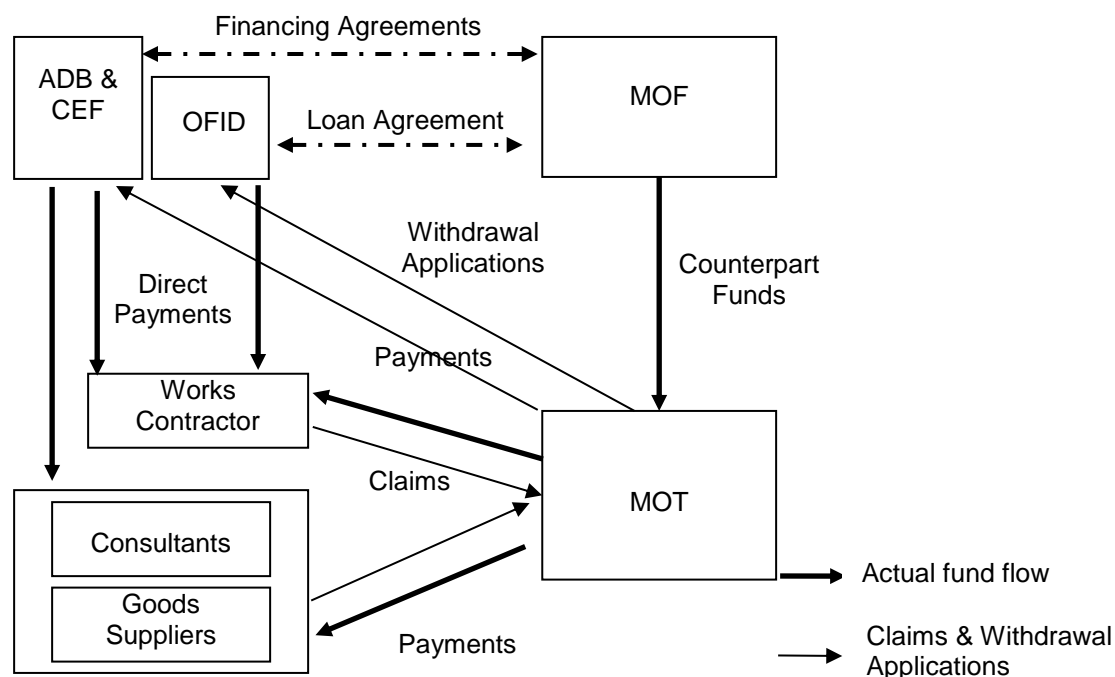 Financing Agreements
ADB &
CEF
OFID
MOF
Loan Agreement
Withdrawal
Applications
Counterpart
Funds
Direct
Payments
Payments
Works
Contractor
Claims
MOT
Consultants
Goods
Suppliers
Payments
Actual fund flow
Claims & Withdrawal
Applications